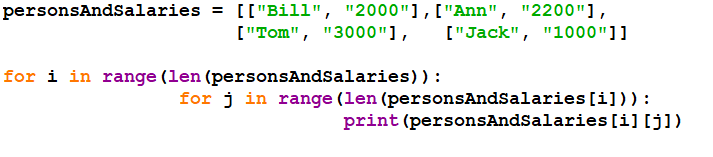 personsAndSalaries = [["Bill", "2000"],["Ann", "2200"],
["Tom", "3000"], ["Jack", "1000"]]
for i in range(len(personsAndSalaries)):
for j in range(len(personsAndSalaries[i])):
print(personsAndSalaries[i][j])